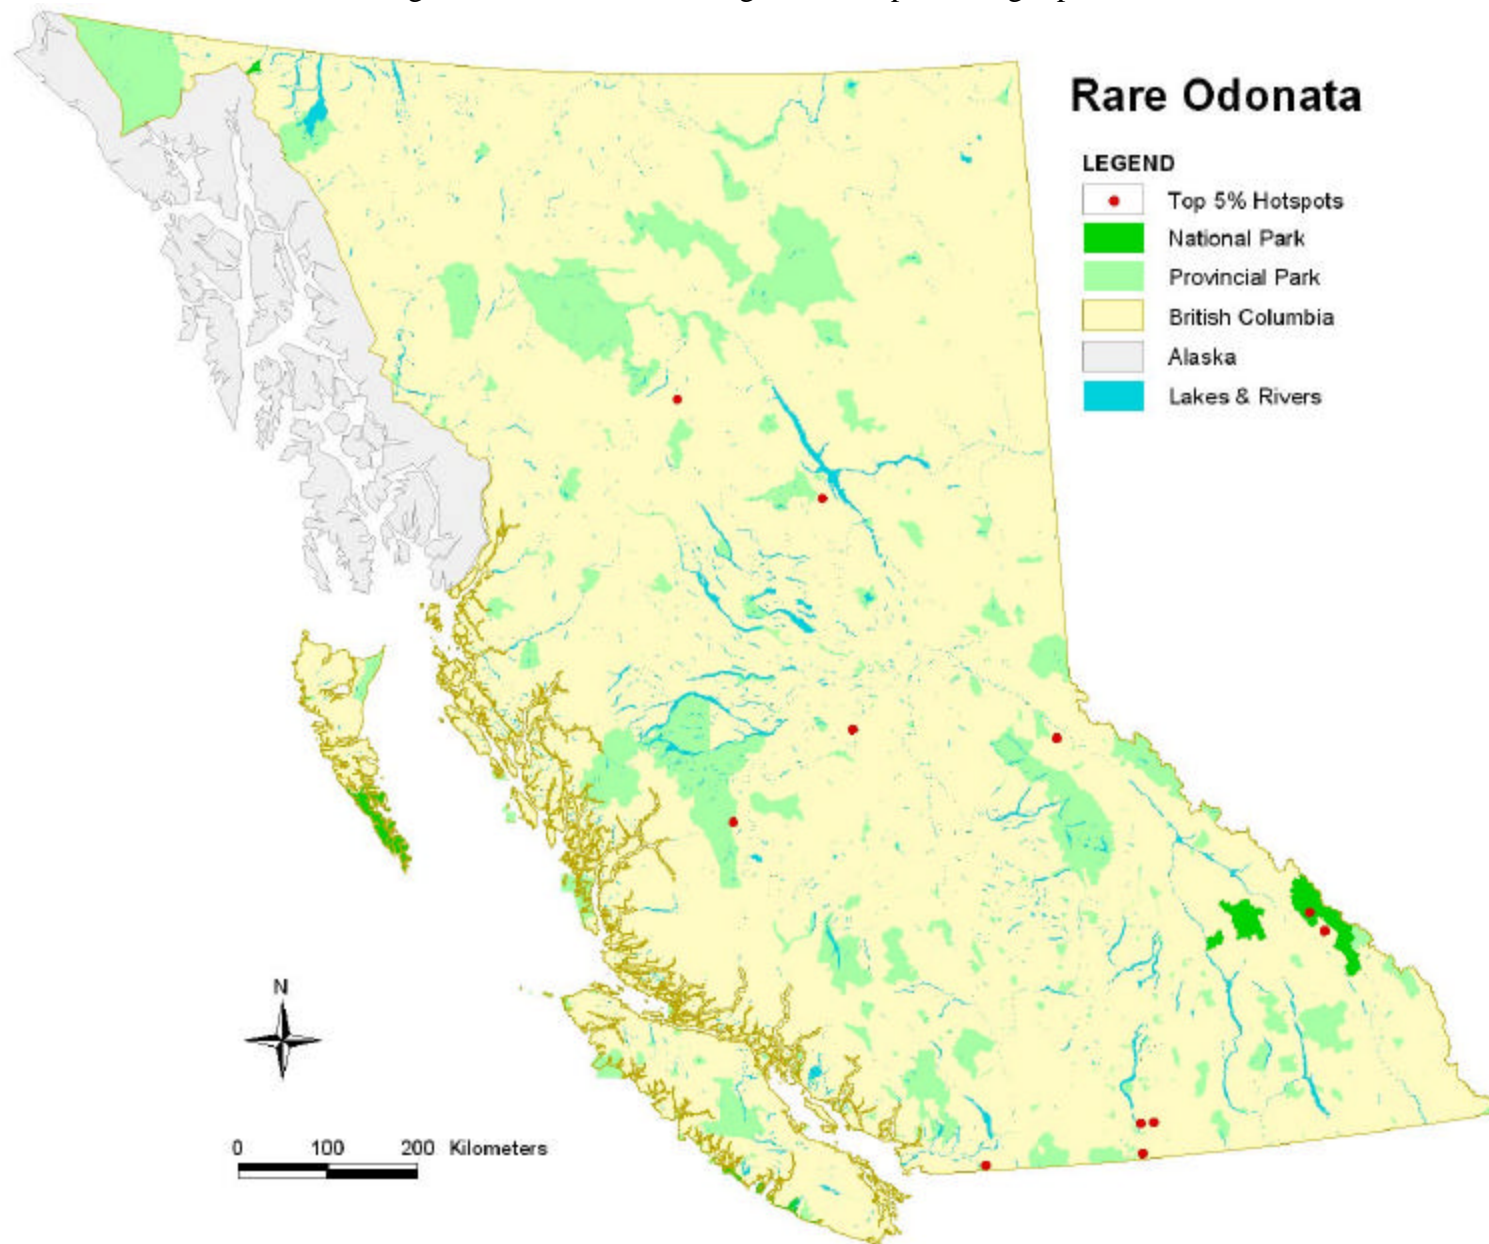 Rare Odonata
LEGEND
Top 5% Hotspots
National Park
Provincial Park
British Columbia
Alaska
Lakes & Rivers
N
0 100 200 Kilometers